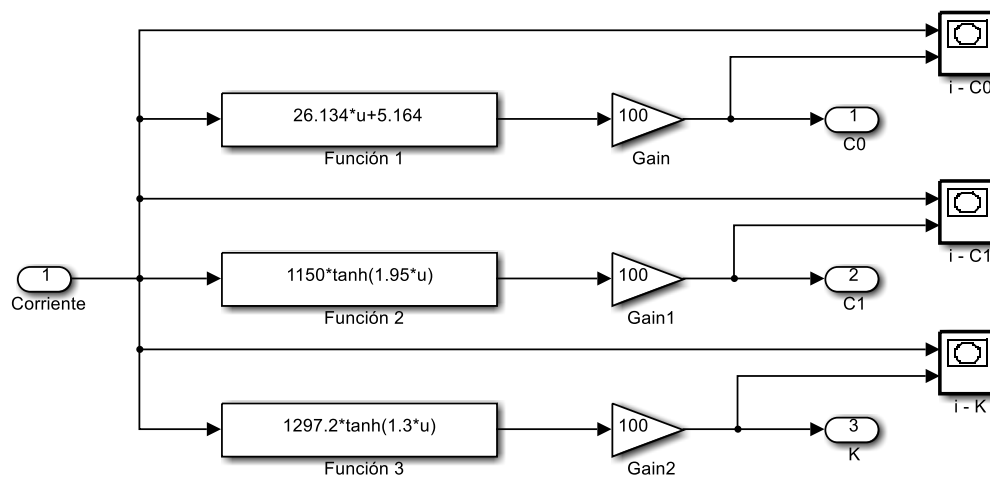 i - C0
26.134*u+5.164
100
1
Función 1
Gain
C0
i - C1
1
1150*tanh(1.95*u)
100
2
Corriente
Función 2
Gain1
C1
i - K
1297.2*tanh(1.3*u)
100
3
Función 3
Gain2
K